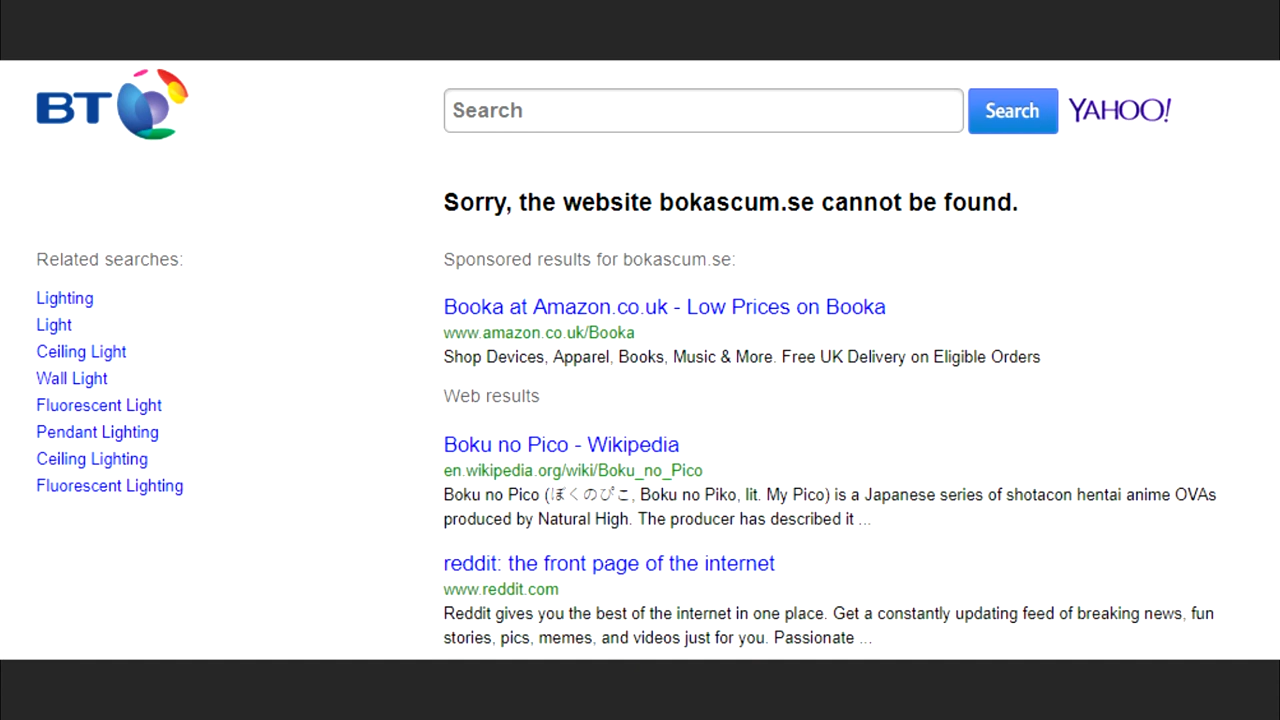 BT
Search
Search
YAHOO!
Sorry, the website bokascum.se cannot be found.
Related searches:
Lighting
Light
Ceiling Light
Wall Light
Fluorescent Light
Pendant Lighting
Ceiling Lighting
Fluorescent Lighting
Sponsored results for bokascum.se:
Booka at Amazon.co.uk - Low Prices on Booka
www.amazon.co.uk/Booka
Shop Devices, Apparel, Books, Music & More. Free UK Delivery on Eligible Orders
Web results
Boku no Pico - Wikipedia
en.wikipedia.org/wiki/Boku_no_Pico
Boku no Pico (ぼくのぴこ, Boku no Piko, lit. My Pico) is a Japanese series of shotacon hentai anime OVAs
produced by Natural High. The producer has described it ...
reddit: the front page of the internet
www.reddit.com
Reddit gives you the best of the internet in one place. Get a constantly updating feed of breaking news, fun
stories, pics, memes, and videos just for you. Passionate ...